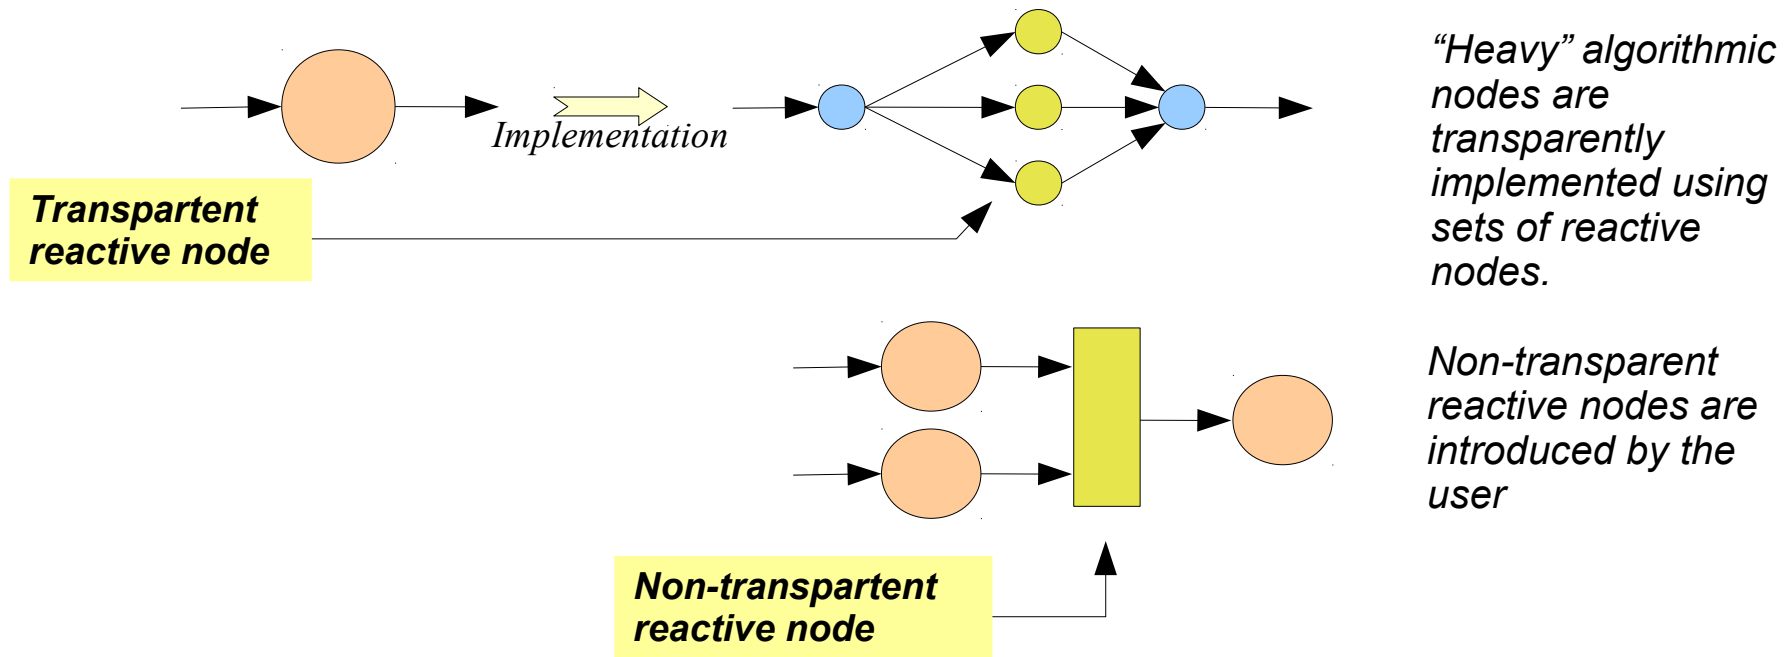 Implementation
Transpartent
reactive node
“Heavy” algorithmic
nodes are
transparently
implemented using
sets of reactive
nodes.
Non-transparent
reactive nodes are
introduced by the
user
Non-transpartent
reactive node